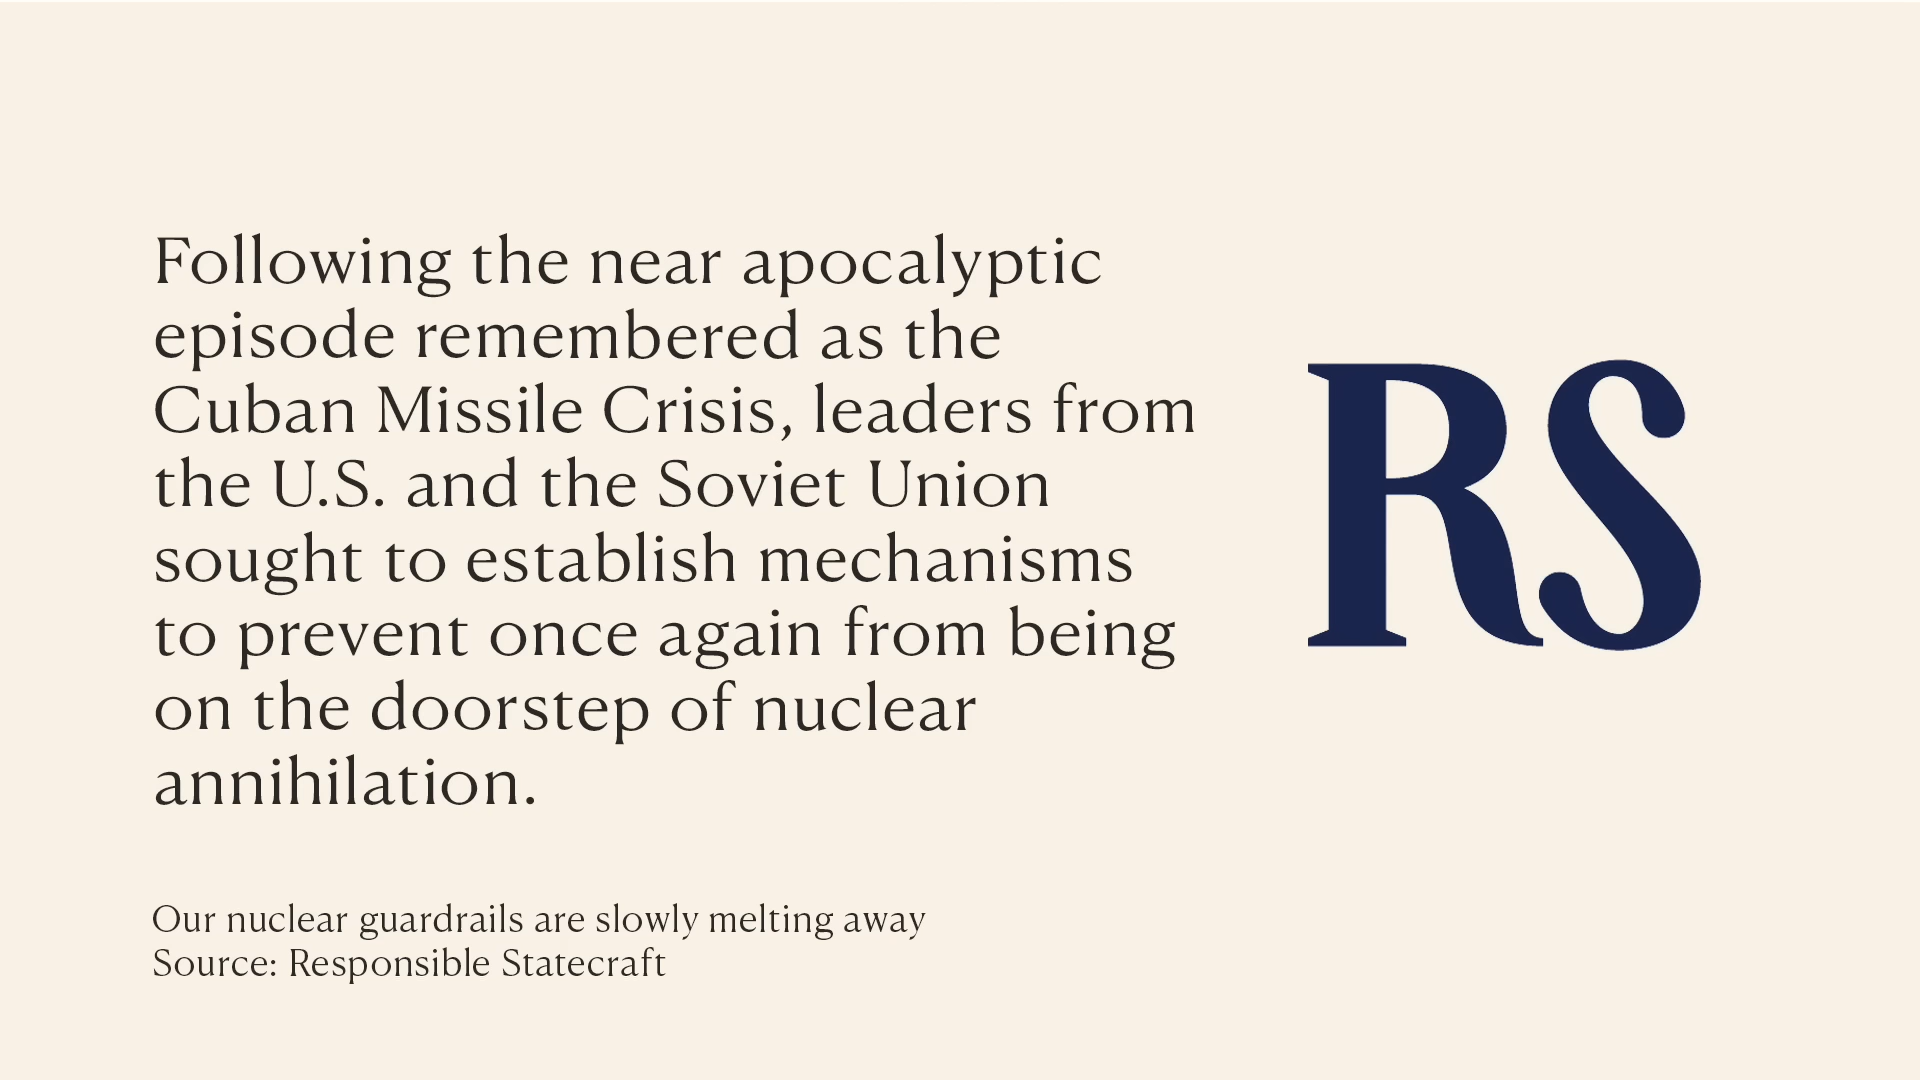 Following the near apocalyptic
episode remembered as the
Cuban Missile Crisis, leaders from
the U.S. and the Soviet Union
sought to establish mechanisms
to prevent once again from being
on the doorstep of nuclear
annihilation.
RS
Our nuclear guardrails are slowly melting away
Source: Responsible Statecraft